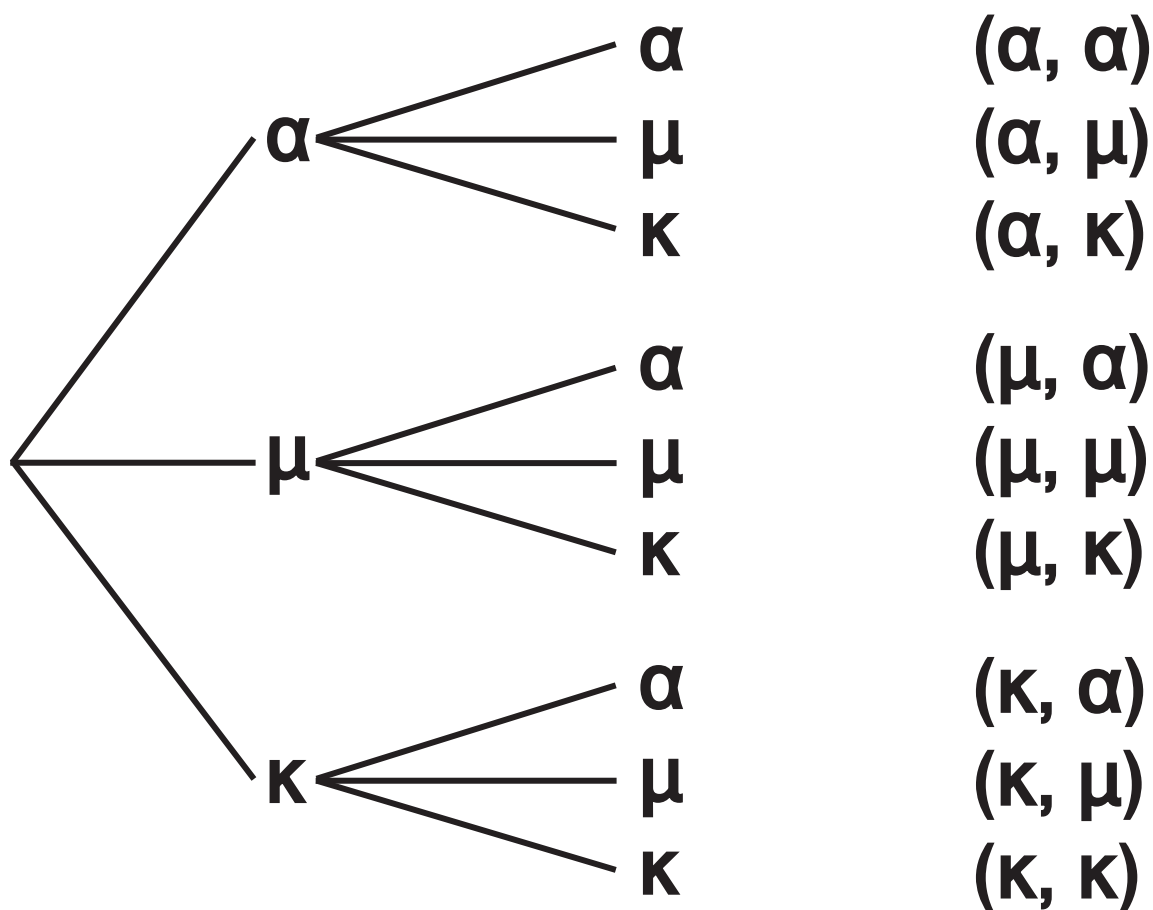 α (α, α)
α μ (α, μ)
κ (α, κ)
α (μ, α)
μ μ (μ, μ)
κ (μ, κ)
α (κ, α)
κ μ (κ, μ)
κ (κ, κ)